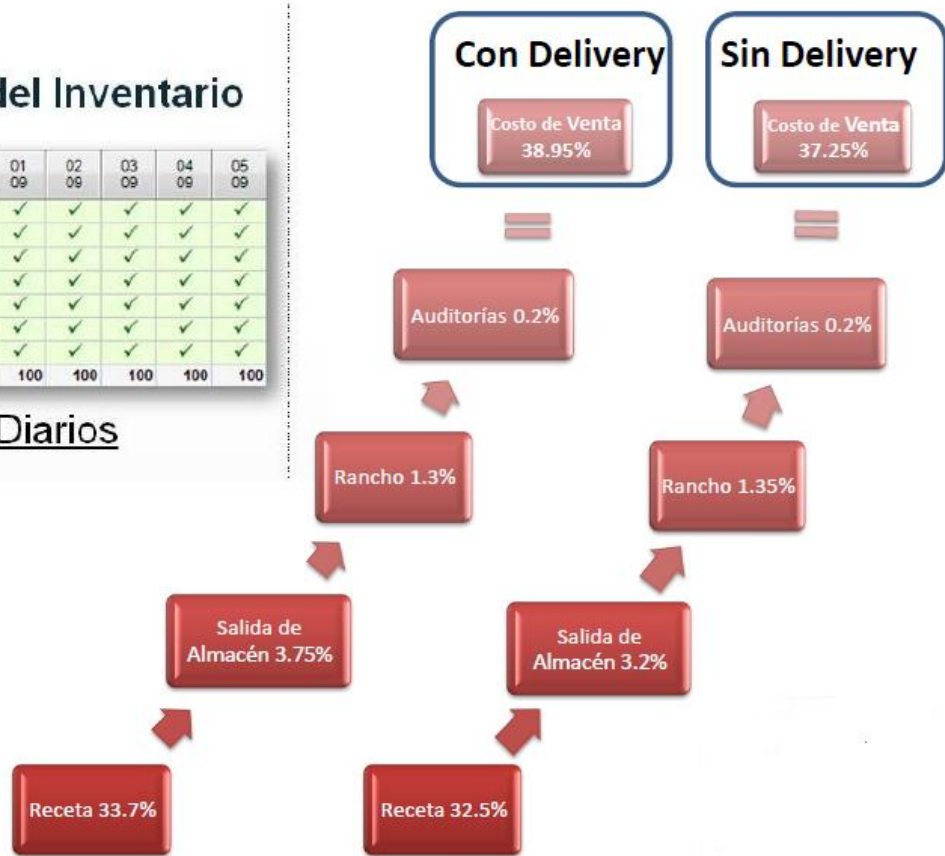 del Inventario
01 02 03 04 05
09 09 09 09 09
✓ ✓ ✓ ✓ ✓
✓ ✓ ✓ ✓ ✓
✓ ✓ ✓ ✓ ✓
✓ ✓ ✓ ✓ ✓
✓ ✓ ✓ ✓ ✓
✓ ✓ ✓ ✓ ✓
✓ ✓ ✓ ✓ ✓
100 100 100 100 100
Diarios
Con Delivery
Costo de Venta
38.95%
=
Auditorías 0.2%
Rancho 1.3%
Salida de
Almacén 3.75%
Receta 33.7%
Sin Delivery
Costo de Venta
37.25%
=
Auditorías 0.2%
Rancho 1.35%
Salida de
Almacén 3.2%
Receta 32.5%